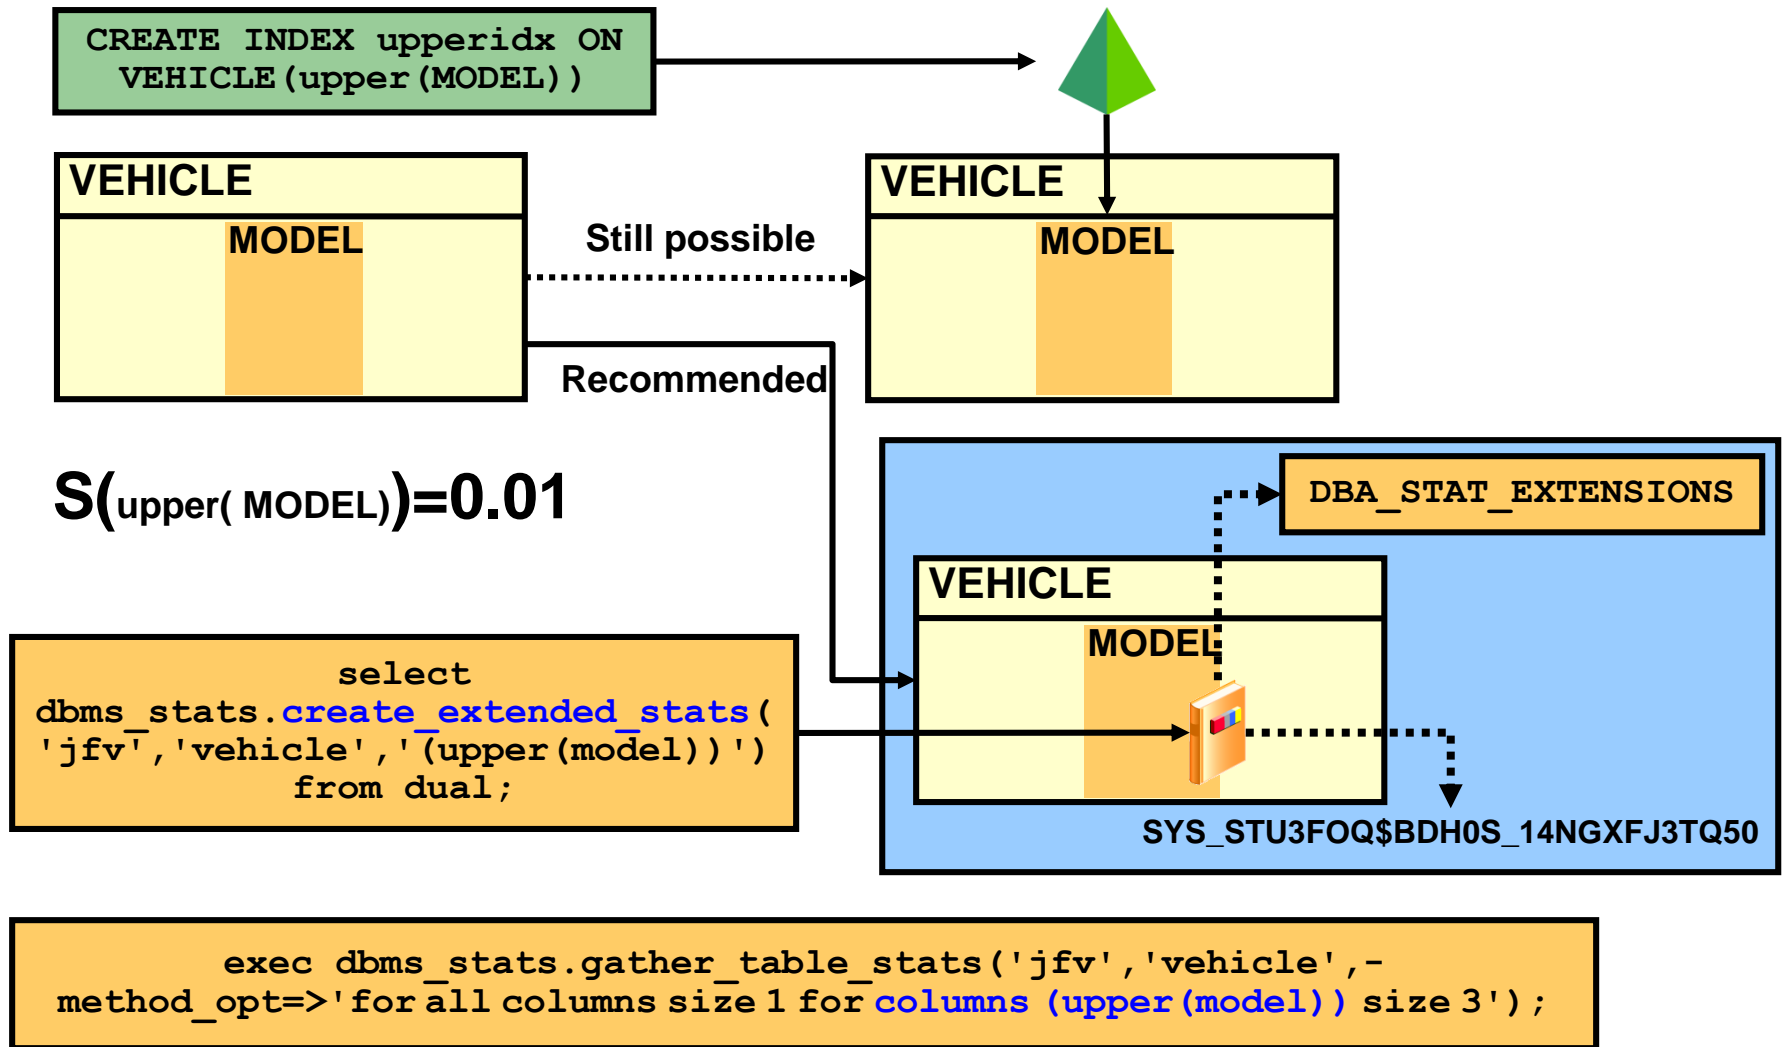 CREATE INDEX upperidx ON
VEHICLE(upper(MODEL))
VEHICLE
MODEL
Still possible
Recommended
VEHICLE
MODEL
S(upper( MODEL))=0.01
DBA_STAT_EXTENSIONS
VEHICLE
MODEL
select
dbms_stats.create_extended_stats(
'jfv','vehicle','(upper(model))')
from dual;
SYS_STU3FOQ$BDH0S_14NGXFJ3TQ50
exec dbms_stats.gather_table_stats('jfv','vehicle',-
method_opt=>'for all columns size 1 for columns (upper(model)) size 3');